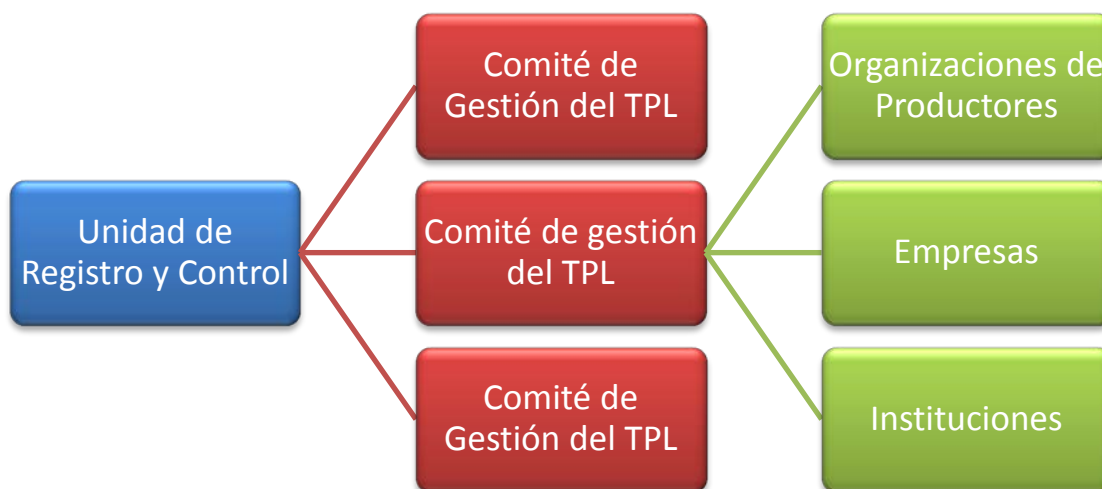 Unidad de
Registro y Control
Comité de
Gestión del TPL
Comité de gestión
del TPL
Comité de
Gestión del TPL
Organizaciones de
Productores
Empresas
Instituciones